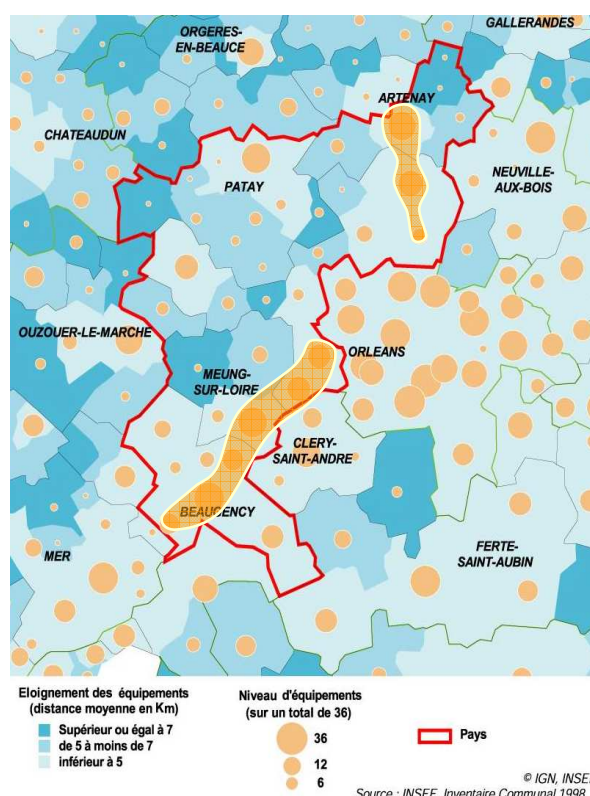 ORGERES-
EN-BEAUCE
GALLERANDES
ARTENAY
CHATEAUDUN
PATAY
NEUVILLE-
AUX-BOIS
OUZOUER-LE-MARCHE
ORLEANS
MEUNG-
SUR-LOIRE
CLERY-
SAINT-ANDRE
BEAUGENCY
MER
FERTE-
SAINT-AUBIN
Eloignement des équipements
(distance moyenne en Km)
Supérieur ou égal à 7
de 5 à moins de 7
inférieur à 5
Niveau d'équipements
(sur un total de 36)
36
12
6
Pays
© IGN, INSE
Source : INSEE, Inventaire Communal 1998